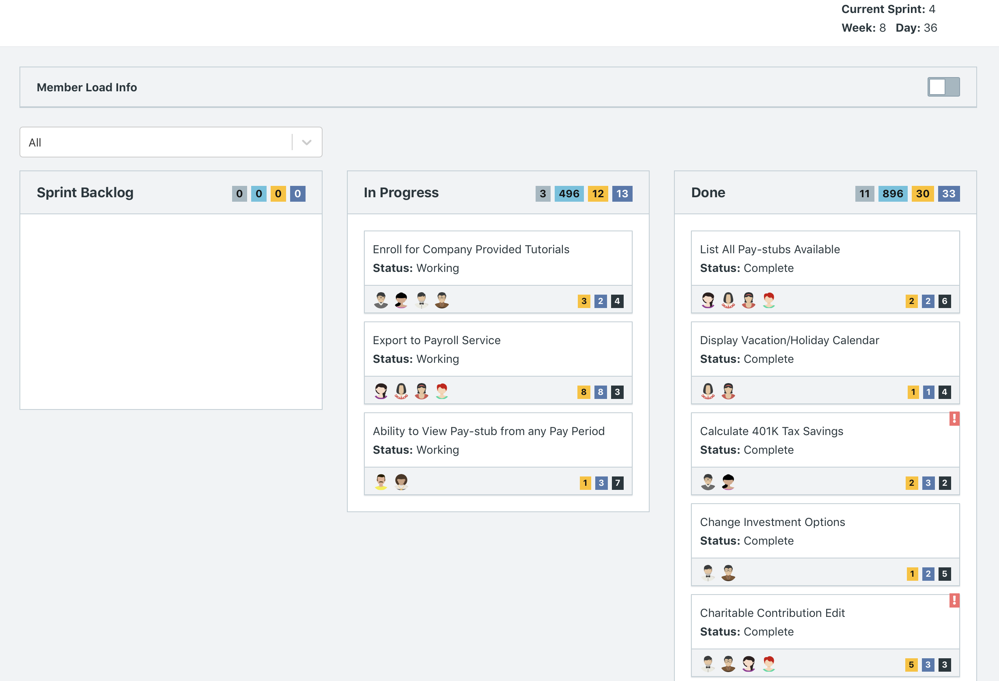 Current Sprint: 4
Week: 8 Day: 36
Member Load Info
All
Sprint Backlog 0 0 0 0
In Progress 3 496 12 13
Enroll for Company Provided Tutorials
Status: Working
3 2 4
Export to Payroll Service
Status: Working
8 8 3
Ability to View Pay-stub from any Pay Period
Status: Working
1 3 7
Done 11 896 30 33
List All Pay-stubs Available
Status: Complete
2 2 6
Display Vacation/Holiday Calendar
Status: Complete
1 1 4
!
Calculate 401K Tax Savings
Status: Complete
2 3 2
Change Investment Options
Status: Complete
1 2 5
!
Charitable Contribution Edit
Status: Complete
5 3 3